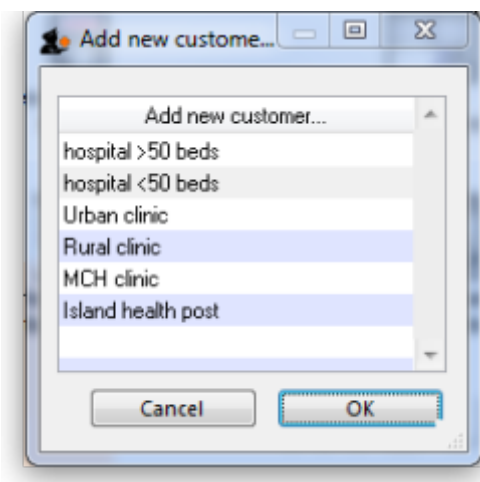 Add new custome...
Add new customer...
hospital >50 beds
hospital <50 beds
Urban clinic
Rural clinic
MCH clinic
Island health post
Cancel
OK